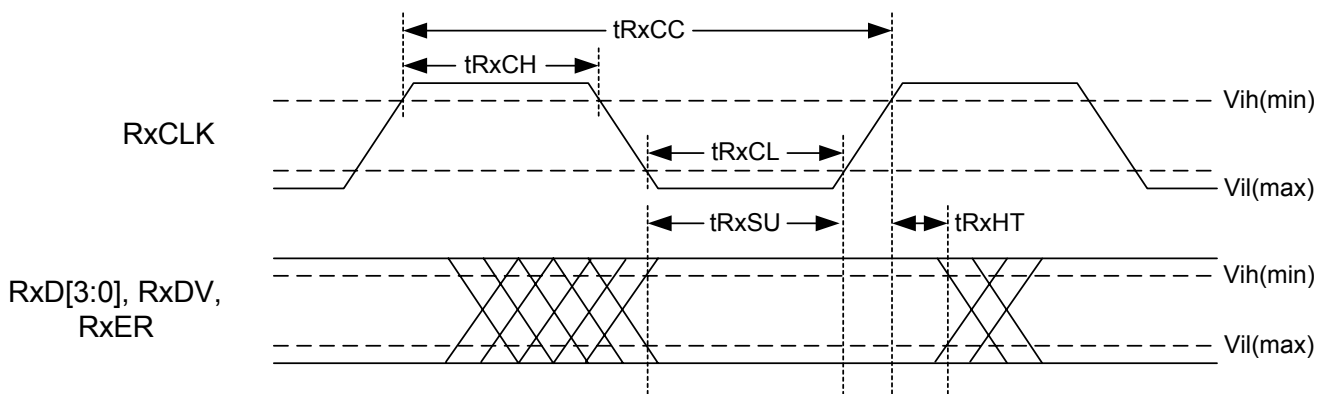 tRxCC
tRxCH
Vih(min)
RxCLK
tRxCL
Vil(max)
tRxSU
tRxHT
Vih(min)
RxD[3:0], RxDV,
RxER
Vil(max)